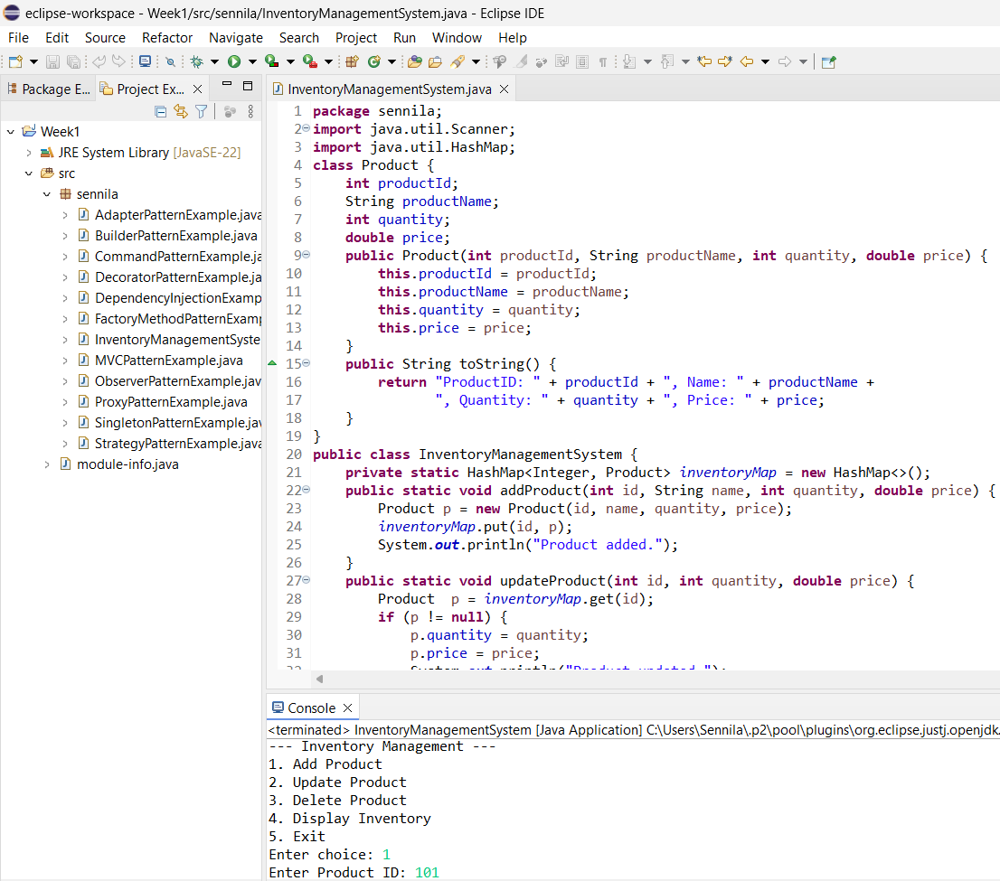 eclipse-workspace - Week1/src/sennila/InventoryManagementSystem.java - Eclipse IDE
File Edit Source Refactor Navigate Search Project Run Window Help
Package E... Project Ex...
Week1
JRE System Library [JavaSE-22]
src
sennila
AdapterPatternExample.java
BuilderPatternExample.java
CommandPatternExample.ja
DecoratorPatternExample.ja
DependencyInjectionExamp
FactoryMethodPatternExamp
InventoryManagementSyste
MVCPatternExample.java
ObserverPatternExample.jav
ProxyPatternExample.java
SingletonPatternExample.jav
StrategyPatternExample.java
module-info.java
InventoryManagementSystem.java
1 package sennila;
2 import java.util.Scanner;
3 import java.util.HashMap;
4 class Product {
5 int productId;
6 String productName;
7 int quantity;
8 double price;
9 public Product(int productId, String productName, int quantity, double price) {
10 this.productId = productId;
11 this.productName = productName;
12 this.quantity = quantity;
13 this.price = price;
14 }
15 public String toString() {
16 return "ProductID: " + productId + ", Name: " + productName +
17 ", Quantity: " + quantity + ", Price: " + price;
18 }
19 }
20 public class InventoryManagementSystem {
21 private static HashMap<Integer, Product> inventoryMap = new HashMap<>();
22 public static void addProduct(int id, String name, int quantity, double price) {
23 Product p = new Product(id, name, quantity, price);
24 inventoryMap.put(id, p);
25 System.out.println("Product added.");
26 }
27 public static void updateProduct(int id, int quantity, double price) {
28 Product  p = inventoryMap.get(id);
29 if (p != null) {
30 p.quantity = quantity;
31 p.price = price;
32 System.out.println("Product updated.");
Console
<terminated> InventoryManagementSystem [Java Application] C:\Users\Sennila\.p2\pool\plugins\org.eclipse.justj.openjdk.
--- Inventory Management ---
1. Add Product
2. Update Product
3. Delete Product
4. Display Inventory
5. Exit
Enter choice: 1
Enter Product ID: 101